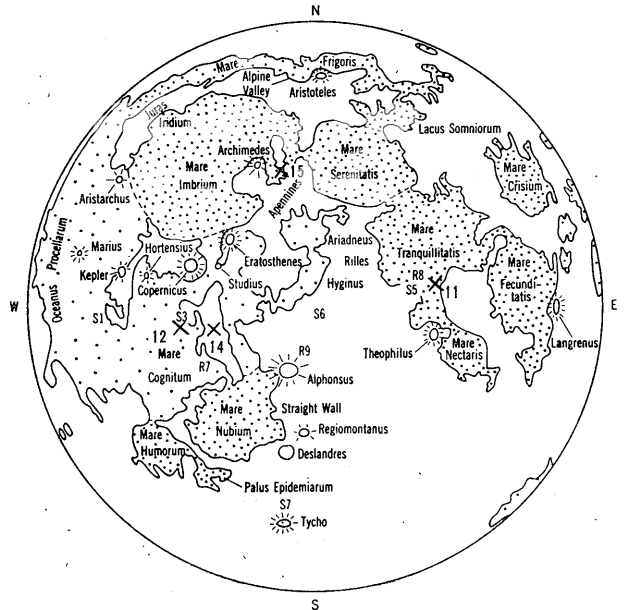 N
Mare
Frigoris
Alpine
Valley
Aristoteles
Juras
Iridium
Lacus Somniorum
Archimedes
15
Mare
Imbrium
Mare
Serenitatis
Mare
Crisium
Apennines
Aristarchus
Mare
Tranquillitatis
Oceanus Procellarum
Marius
Hortensius
Eratosthenes
Ariadneus
Rilles
Hyginus
Mare
Fecundi
tatis
Kepler
Copernicus
Studius
R8
S5
11
W
E
S1
S3
12
14
S6
Mare
Cognitum
R7
R9
Alphonsus
Theophilus
Mare
Nectaris
Langrenus
Mare
Nubium
Straight Wall
Regiomontanus
Mare
Humorum
Deslandres
Palus Epidemiarum
S7
Tycho
S